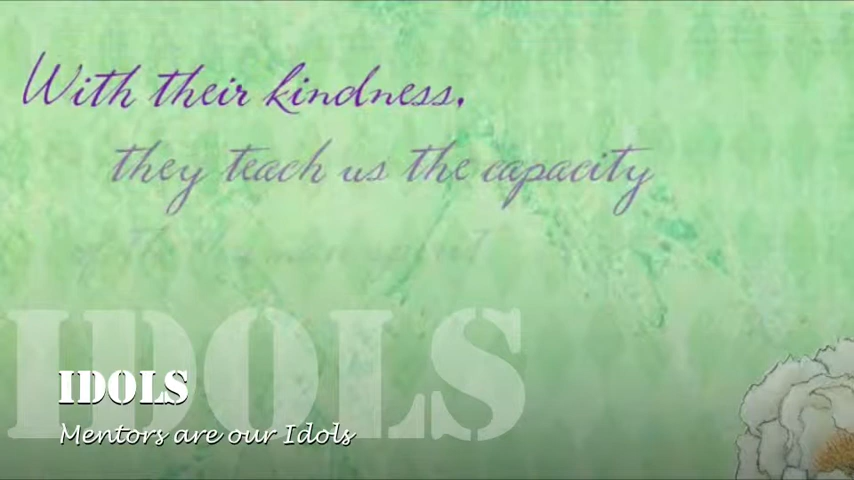 With their kindness,
they teach us the capacity
IDOLS
IDOLS
Mentors are our Idols